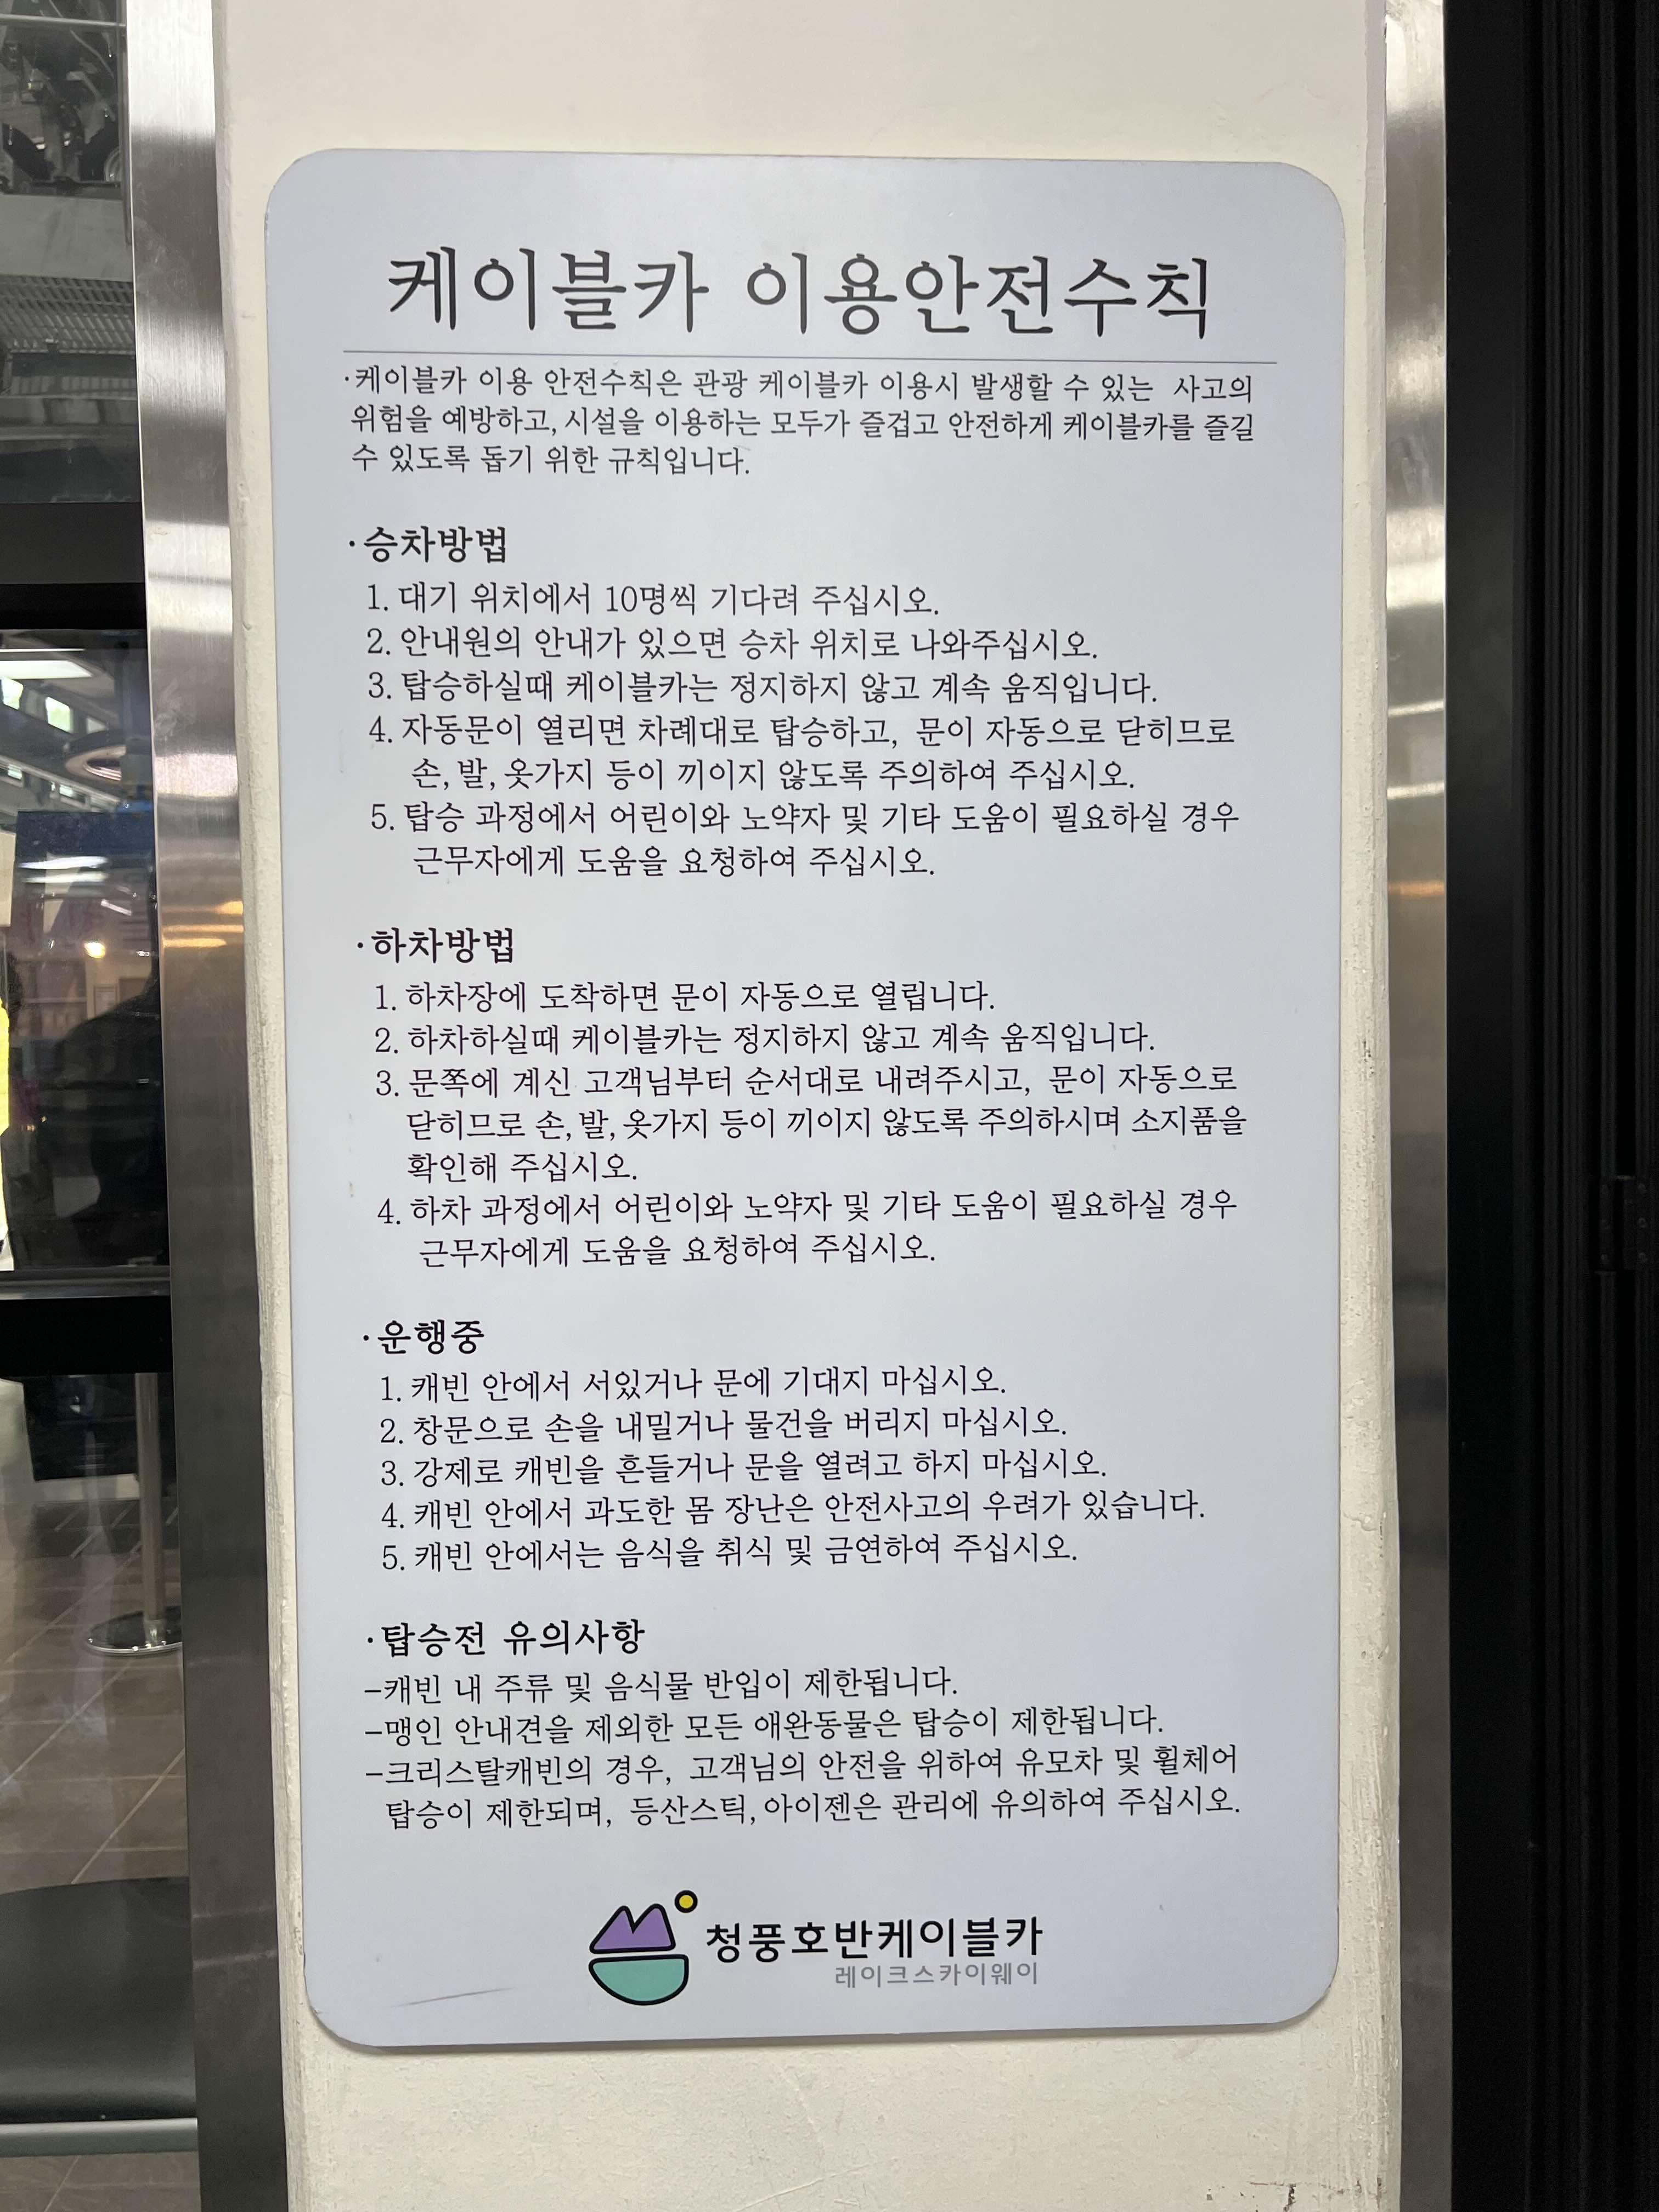 케이블카 이용안전수칙
·케이블카 이용 안전수칙은 관광 케이블카 이용시 발생할 수 있는 사고의
위험을 예방하고, 시설을 이용하는 모두가 즐겁고 안전하게 케이블카를 즐길
수 있도록 돕기 위한 규칙입니다.
·승차방법
1. 대기 위치에서 10명씩 기다려 주십시오.
2. 안내원의 안내가 있으면 승차 위치로 나와주십시오.
3. 탑승하실때 케이블카는 정지하지 않고 계속 움직입니다.
4. 자동문이 열리면 차례대로 탑승하고, 문이 자동으로 닫히므로
손, 발, 옷가지 등이 끼이지 않도록 주의하여 주십시오.
5. 탑승 과정에서 어린이와 노약자 및 기타 도움이 필요하실 경우
근무자에게 도움을 요청하여 주십시오.
·하차방법
1. 하차장에 도착하면 문이 자동으로 열립니다.
2. 하차하실때 케이블카는 정지하지 않고 계속 움직입니다.
3. 문쪽에 계신 고객님부터 순서대로 내려주시고, 문이 자동으로
닫히므로 손, 발, 옷가지 등이 끼이지 않도록 주의하시며 소지품을
확인해 주십시오.
4. 하차 과정에서 어린이와 노약자 및 기타 도움이 필요하실 경우
근무자에게 도움을 요청하여 주십시오.
·운행중
1. 캐빈 안에서 서있거나 문에 기대지 마십시오.
2. 창문으로 손을 내밀거나 물건을 버리지 마십시오.
3. 강제로 캐빈을 흔들거나 문을 열려고 하지 마십시오.
4. 캐빈 안에서 과도한 몸 장난은 안전사고의 우려가 있습니다.
5. 캐빈 안에서는 음식을 취식 및 금연하여 주십시오.
·탑승전 유의사항
-캐빈 내 주류 및 음식물 반입이 제한됩니다.
-맹인 안내견을 제외한 모든 애완동물은 탑승이 제한됩니다.
-크리스탈캐빈의 경우, 고객님의 안전을 위하여 유모차 및 휠체어
탑승이 제한되며, 등산스틱, 아이젠은 관리에 유의하여 주십시오.
청풍호반케이블카
레이크스카이웨이